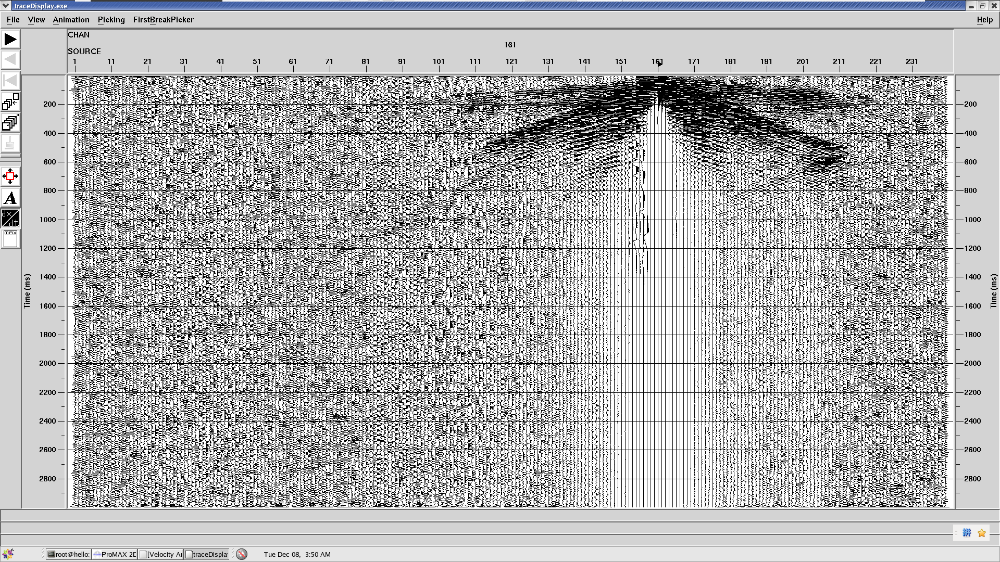 traceDisplay.exe
File View Animation Picking FirstBreakPicker Help
CHAN
161
SOURCE
1 11 21 31 41 51 61 71 81 91 101 111 121 131 141 151 161 171 181 191 201 211 221 231
200 200
400 400
600 600
800 800
1000 1000
1200 1200
1400 1400
1600 1600
1800 1800
2000 2000
2200 2200
2400 2400
2600 2600
2800 2800
Time (ms)
Time (ms)
A
dx/dt
MAX
拼
root@hello: ProMAX 2D [Velocity A traceDispla Tue Dec 08, 3:50 AM